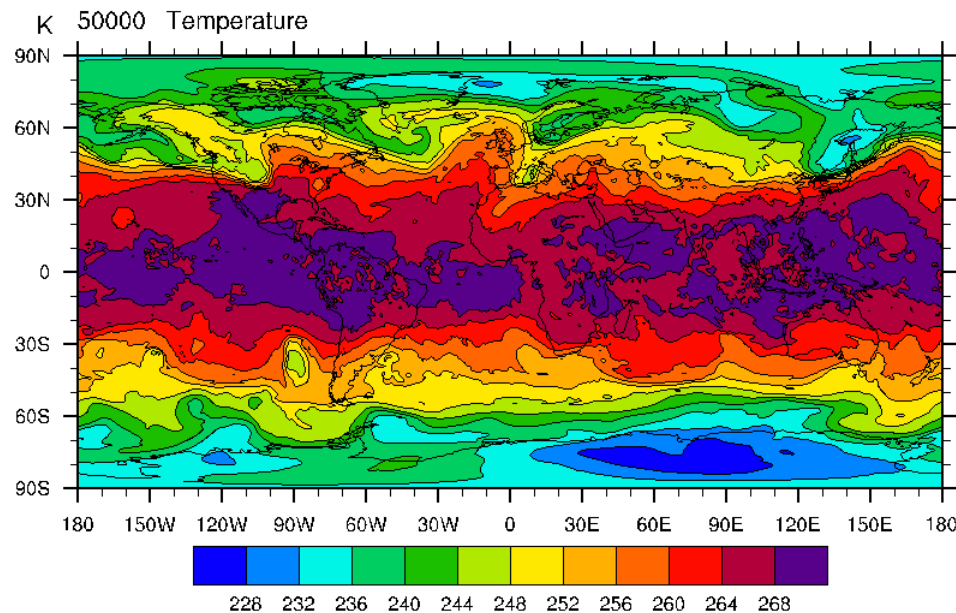 K 50000 Temperature
90N
60N
30N
0
30S
60S
90S
180 150W 120W 90W 60W 30W 0 30E 60E 90E 120E 150E 180
228 232 236 240 244 248 252 256 260 264 268